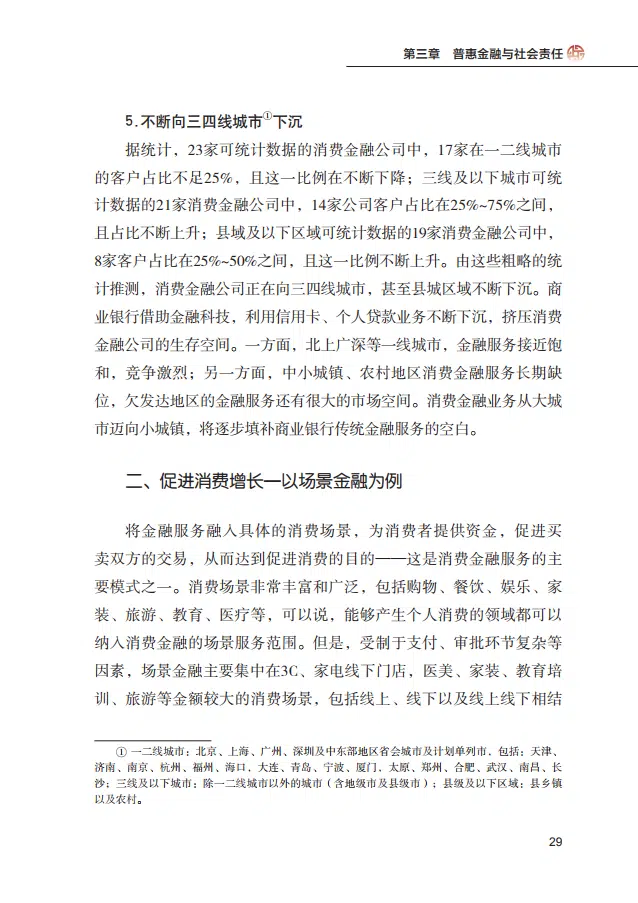 第三章　普惠金融与社会责任
5.不断向三四线城市①下沉
据统计，23家可统计数据的消费金融公司中，17家在一二线城市
的客户占比不足25%，且这一比例在不断下降；三线及以下城市可统
计数据的21家消费金融公司中，14家公司客户占比在25%~75%之间，
且占比不断上升；县域及以下区域可统计数据的19家消费金融公司中，
8家客户占比在25%~50%之间，且这一比例不断上升。由这些粗略的统
计推测，消费金融公司正在向三四线城市，甚至县城区域不断下沉。商
业银行借助金融科技，利用信用卡、个人贷款业务不断下沉，挤压消费
金融公司的生存空间。一方面，北上广深等一线城市，金融服务接近饱
和，竞争激烈；另一方面，中小城镇、农村地区消费金融服务长期缺
位，欠发达地区的金融服务还有很大的市场空间。消费金融业务从大城
市迈向小城镇，将逐步填补商业银行传统金融服务的空白。
二、促进消费增长—以场景金融为例
将金融服务融入具体的消费场景，为消费者提供资金，促进买
卖双方的交易，从而达到促进消费的目的——这是消费金融服务的主
要模式之一。消费场景非常丰富和广泛，包括购物、餐饮、娱乐、家
装、旅游、教育、医疗等，可以说，能够产生个人消费的领域都可以
纳入消费金融的场景服务范围。但是，受制于支付、审批环节复杂等
因素，场景金融主要集中在3C、家电线下门店，医美、家装、教育培
训、旅游等金额较大的消费场景，包括线上、线下以及线上线下相结
① 一二线城市：北京、上海、广州、深圳及中东部地区省会城市及计划单列市，包括：天津、
济南、南京、杭州、福州、海口，大连、青岛、宁波、厦门，太原、郑州、合肥、武汉、南昌、长
沙；三线及以下城市：除一二线城市以外的城市（含地级市及县级市）；县级及以下区域：县乡镇
以及农村。
29